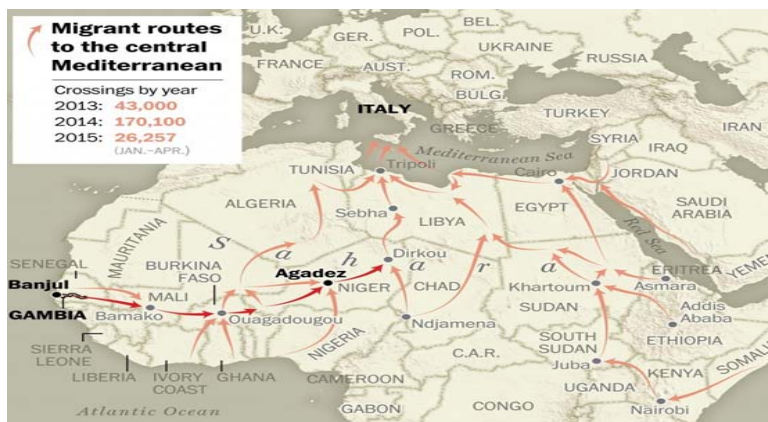 Migrant routes
to the central
Mediterranean
Crossings by year
2013: 43,000
2014: 170,100
2015: 26,257
(JAN.–APR.)
U.K.
GER.
POL.
BEL.
UKRAINE
RUSSIA
FRANCE
AUST.
ROM.
BULG.
ITALY
GREECE
TURKEY
SYRIA
IRAQ
IRAN
Mediterranean Sea
TUNISIA
Tripoli
Cairo
JORDAN
ALGERIA
Sebha
LIBYA
EGYPT
SAUDI
ARABIA
Red Sea
MAURITANIA
Sahara
SENEGAL
Banjul
GAMBIA
MALI
Bamako
BURKINA
FASO
Ouagadougou
Agadez
NIGER
Dirkou
CHAD
Ndjamena
Khartoum
SUDAN
ERITREA
Asmara
YEMEN
Addis
Ababa
ETHIOPIA
SIERRA
LEONE
LIBERIA
IVORY
COAST
GHANA
NIGERIA
CAMEROON
C.A.R.
SOUTH
SUDAN
Juba
UGANDA
KENYA
SOMALI
Nairobi
GABON
CONGO
Atlantic Ocean